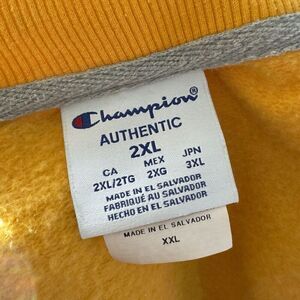 Champion®
AUTHENTIC
2XL
CA MEX JPN
2XL/2TG 2XG 3XL
MADE IN EL SALVADOR
FABRIQUÉ AU SALVADOR
HECHO EN EL SALVADOR
MADE IN EL SALVADOR
XXL